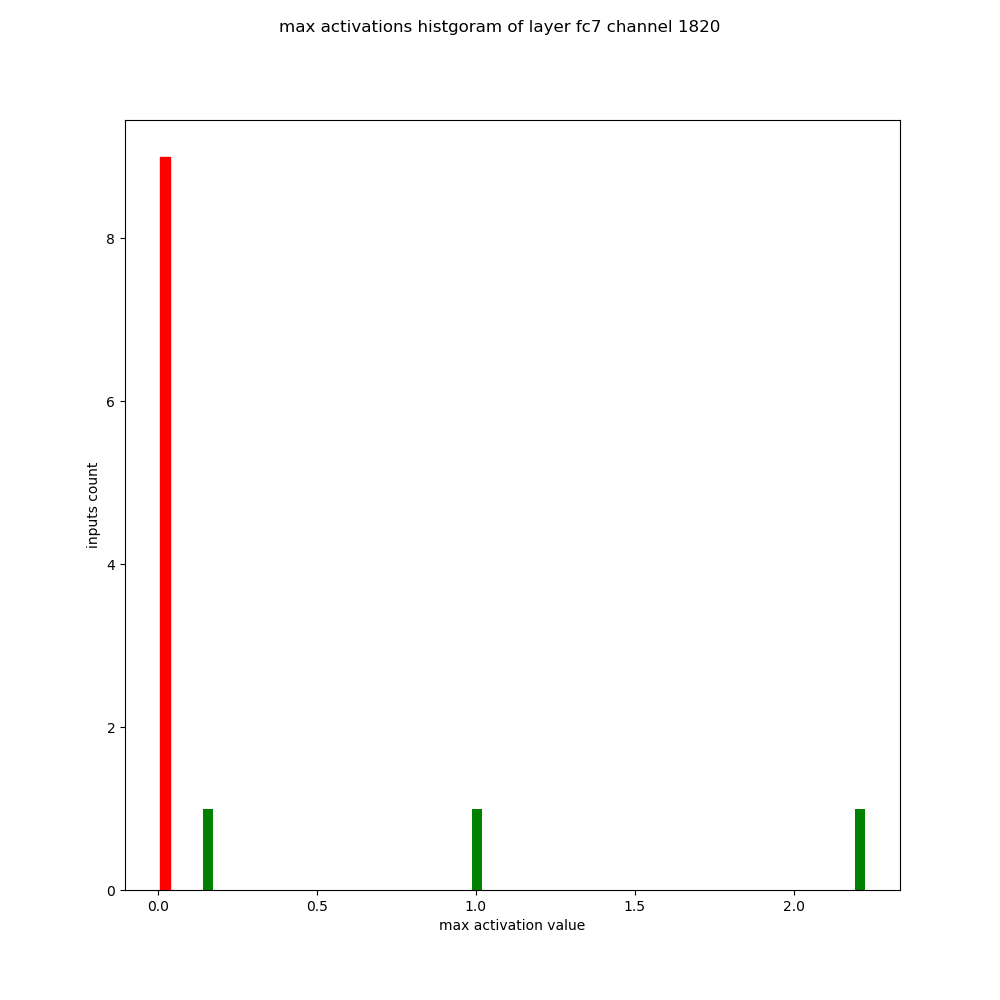 max activations histgoram of layer fc7 channel 1820
8
6
4
2
0
inputs count
0.0 0.5 1.0 1.5 2.0
max activation value